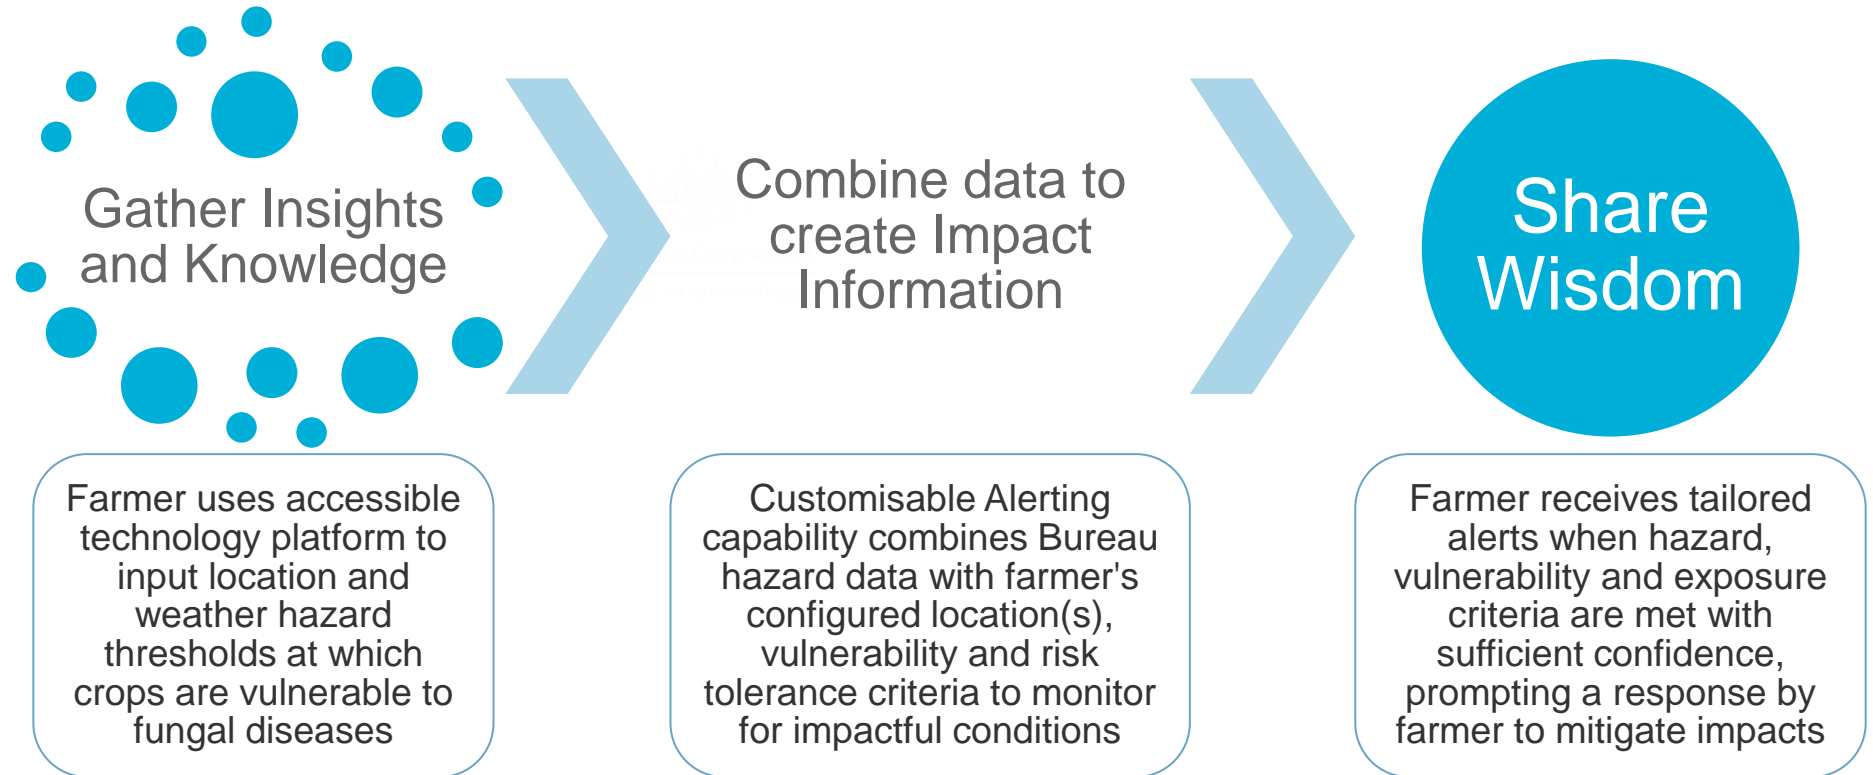 Gather Insights
and Knowledge
Combine data to
create Impact
Information
Share
Wisdom
Farmer uses accessible
technology platform to
input location and
weather hazard
thresholds at which
crops are vulnerable to
fungal diseases
Customisable Alerting
capability combines Bureau
hazard data with farmer's
configured location(s),
vulnerability and risk
tolerance criteria to monitor
for impactful conditions
Farmer receives tailored
alerts when hazard,
vulnerability and exposure
criteria are met with
sufficient confidence,
prompting a response by
farmer to mitigate impacts